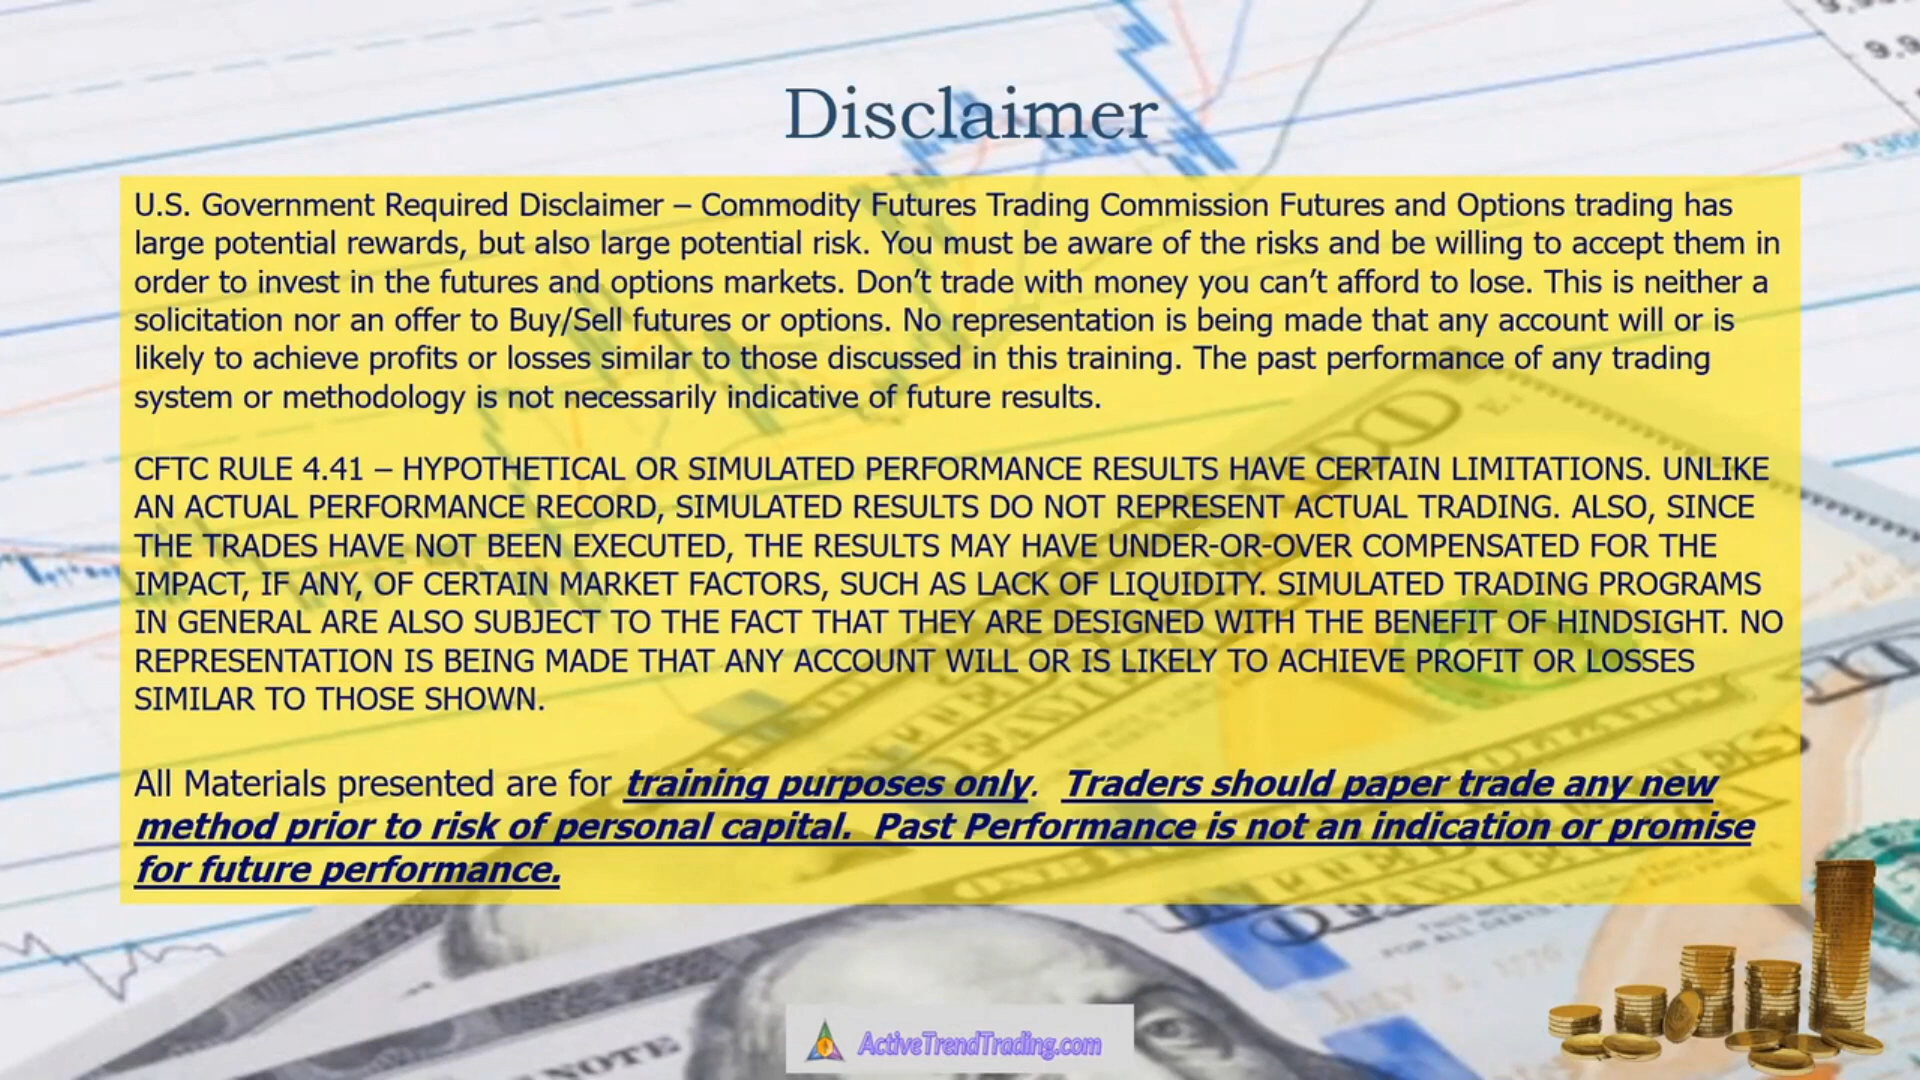 Disclaimer
U.S. Government Required Disclaimer – Commodity Futures Trading Commission Futures and Options trading has
large potential rewards, but also large potential risk. You must be aware of the risks and be willing to accept them in
order to invest in the futures and options markets. Don’t trade with money you can’t afford to lose. This is neither a
solicitation nor an offer to Buy/Sell futures or options. No representation is being made that any account will or is
likely to achieve profits or losses similar to those discussed in this training. The past performance of any trading
system or methodology is not necessarily indicative of future results.
CFTC RULE 4.41 – HYPOTHETICAL OR SIMULATED PERFORMANCE RESULTS HAVE CERTAIN LIMITATIONS. UNLIKE
AN ACTUAL PERFORMANCE RECORD, SIMULATED RESULTS DO NOT REPRESENT ACTUAL TRADING. ALSO, SINCE
THE TRADES HAVE NOT BEEN EXECUTED, THE RESULTS MAY HAVE UNDER-OR-OVER COMPENSATED FOR THE
IMPACT, IF ANY, OF CERTAIN MARKET FACTORS, SUCH AS LACK OF LIQUIDITY. SIMULATED TRADING PROGRAMS
IN GENERAL ARE ALSO SUBJECT TO THE FACT THAT THEY ARE DESIGNED WITH THE BENEFIT OF HINDSIGHT. NO
REPRESENTATION IS BEING MADE THAT ANY ACCOUNT WILL OR IS LIKELY TO ACHIEVE PROFIT OR LOSSES
SIMILAR TO THOSE SHOWN.
All Materials presented are for training purposes only. Traders should paper trade any new
method prior to risk of personal capital. Past Performance is not an indication or promise
for future performance.
ActiveTrendTrading.com